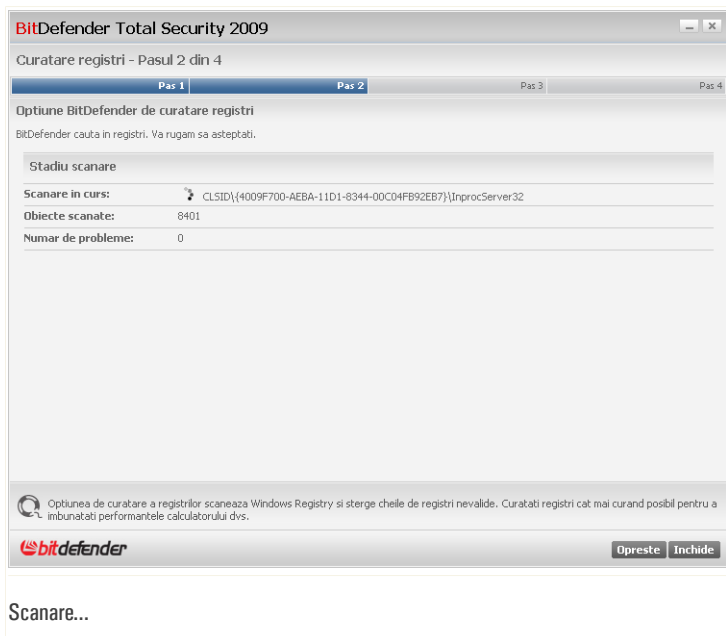 BitDefender Total Security 2009
Curatare registri - Pasul 2 din 4
Pas 1 Pas 2 Pas 3 Pas 4
Optiune BitDefender de curatare registri
BitDefender cauta in registri. Va rugam sa asteptati.
Stadiu scanare
Scanare in curs: CLSID\{4009F700-AEBA-11D1-8344-00C04FB92EB7}\InprocServer32
Obiecte scanate: 8401
Numar de probleme: 0
Optiunea de curatare a registrilor scaneaza Windows Registry si sterge cheile de registri nevalide. Curatati registri cat mai curand posibil pentru a
imbunatati performantele calculatorului dvs.
bitdefender Opreste Inchide
Scanare...